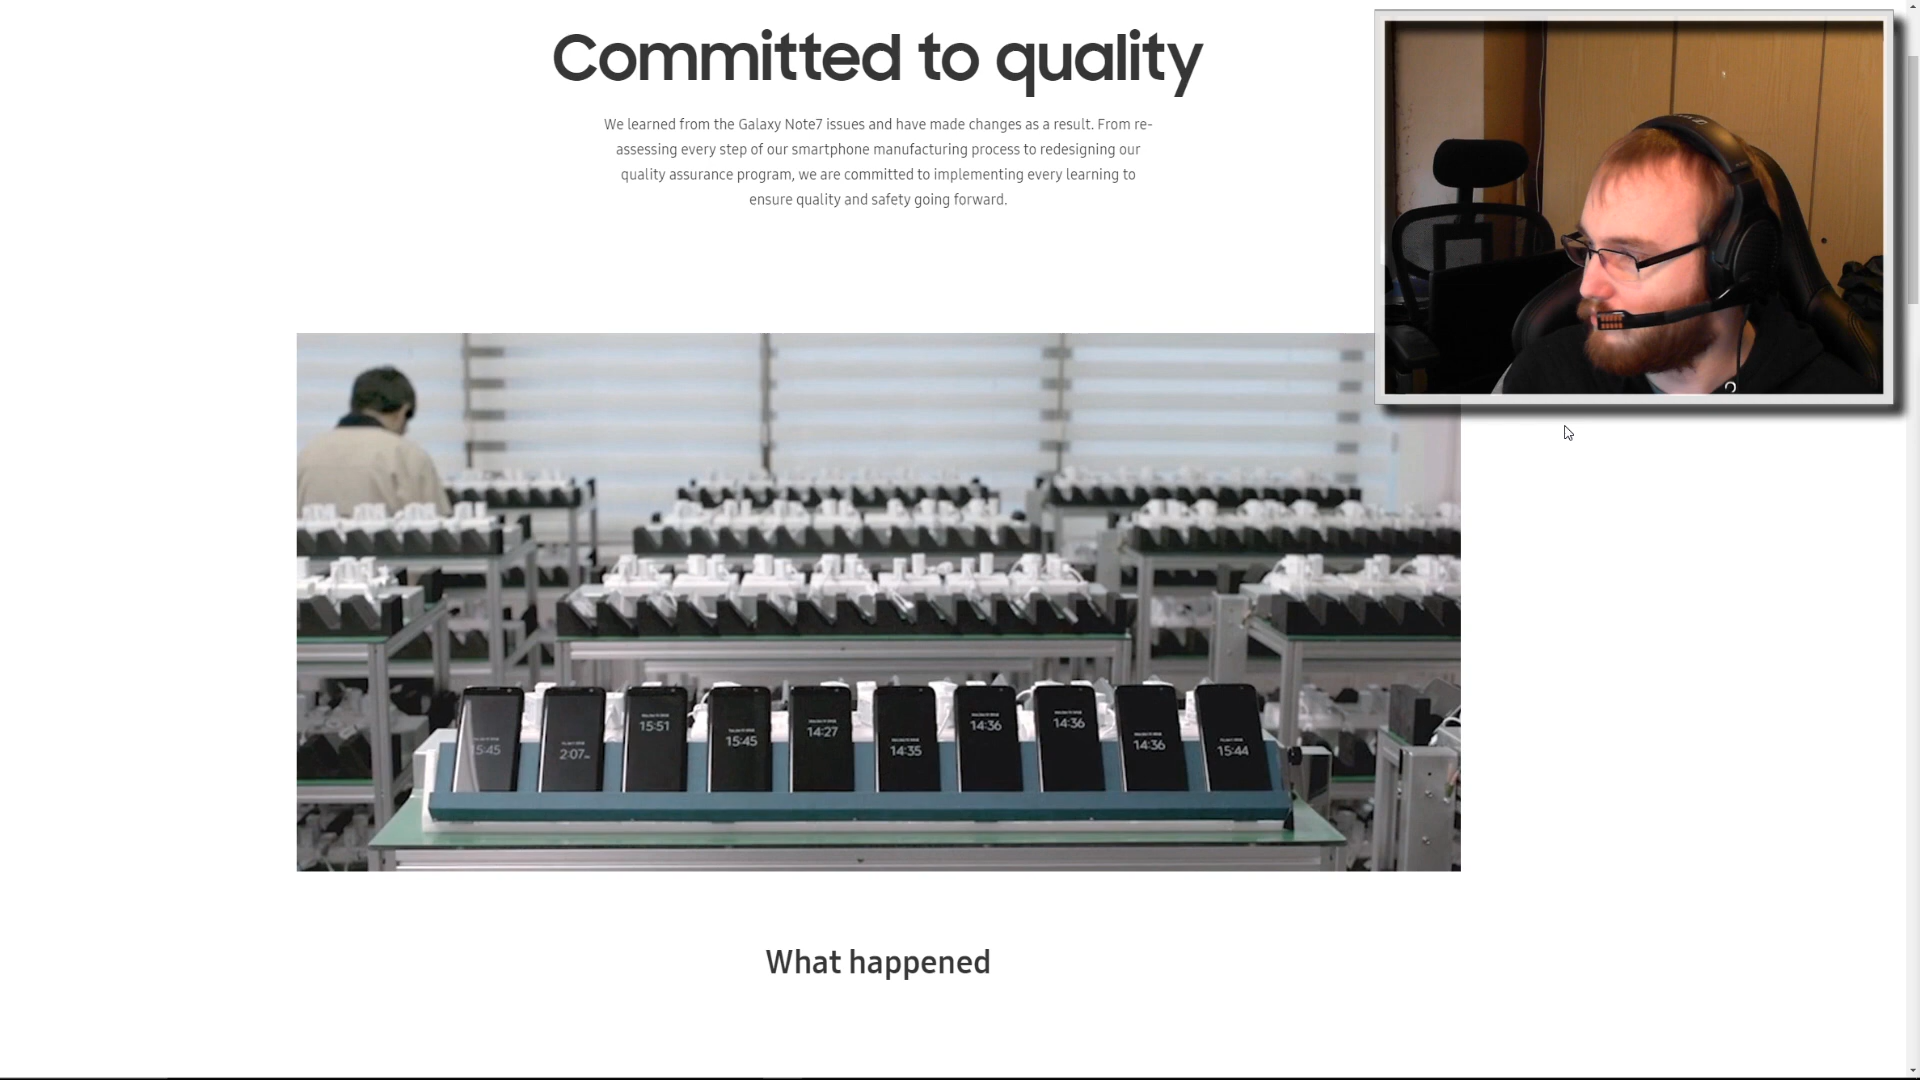 Committed to quality
We learned from the Galaxy Note7 issues and have made changes as a result. From re-
assessing every step of our smartphone manufacturing process to redesigning our
quality assurance program, we are committed to implementing every learning to
ensure quality and safety going forward.
15:45
2:07
15:51
15:45
14:27
14:35
14:36
14:36
14:36
15:44
What happened